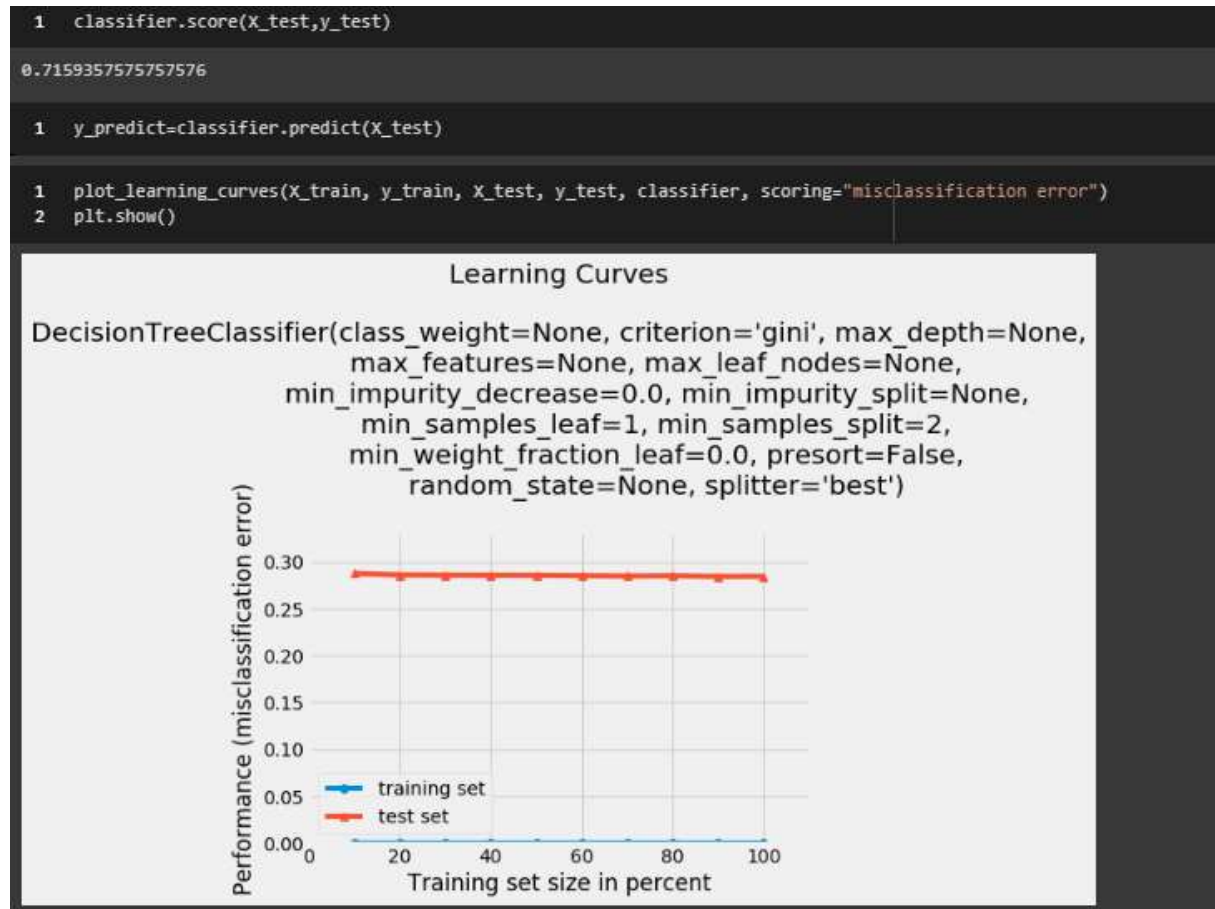 1 classifier.score(X_test,y_test)
0.7159357575757576
1 y_predict=classifier.predict(X_test)
1 plot_learning_curves(X_train, y_train, X_test, y_test, classifier, scoring="misclassification error")
2 plt.show()
Learning Curves
DecisionTreeClassifier(class_weight=None, criterion='gini', max_depth=None,
max_features=None, max_leaf_nodes=None,
min_impurity_decrease=0.0, min_impurity_split=None,
min_samples_leaf=1, min_samples_split=2,
min_weight_fraction_leaf=0.0, presort=False,
random_state=None, splitter='best')
Performance (misclassification error)
0.30
0.25
0.20
0.15
0.10
0.05
0.00
training set
test set
0 20 40 60 80 100
Training set size in percent